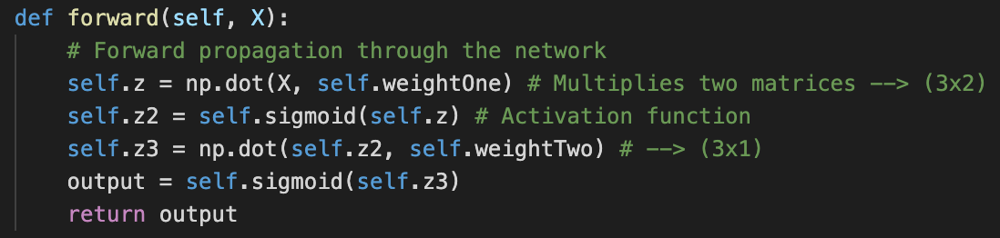 def forward(self, X):
    # Forward propagation through the network
    self.z = np.dot(X, self.weightOne) # Multiplies two matrices --> (3x2)
    self.z2 = self.sigmoid(self.z) # Activation function
    self.z3 = np.dot(self.z2, self.weightTwo) # --> (3x1)
    output = self.sigmoid(self.z3)
    return output